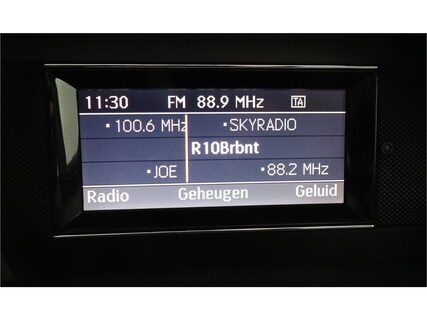 11:30 FM 88.9 MHz TA
•100.6 MHz •SKYRADIO
R10Brbnt
•JOE •88.2 MHz
Radio Geheugen Geluid